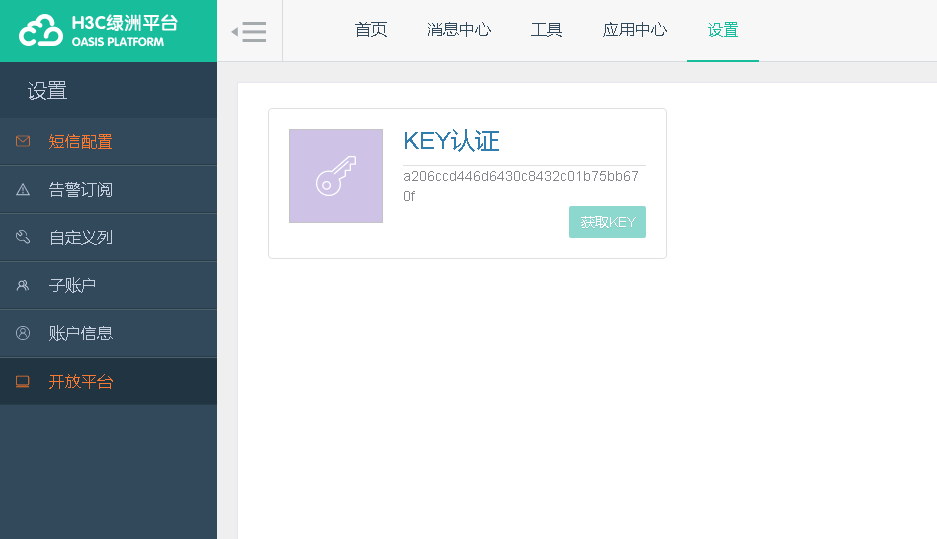 H3C绿洲平台
OASIS PLATFORM
首页
消息中心
工具
应用中心
设置
设置
短信配置
告警订阅
自定义列
子账户
账户信息
开放平台
KEY认证
a206ccd446d6430c8432c01b75bb67
0f
获取KEY